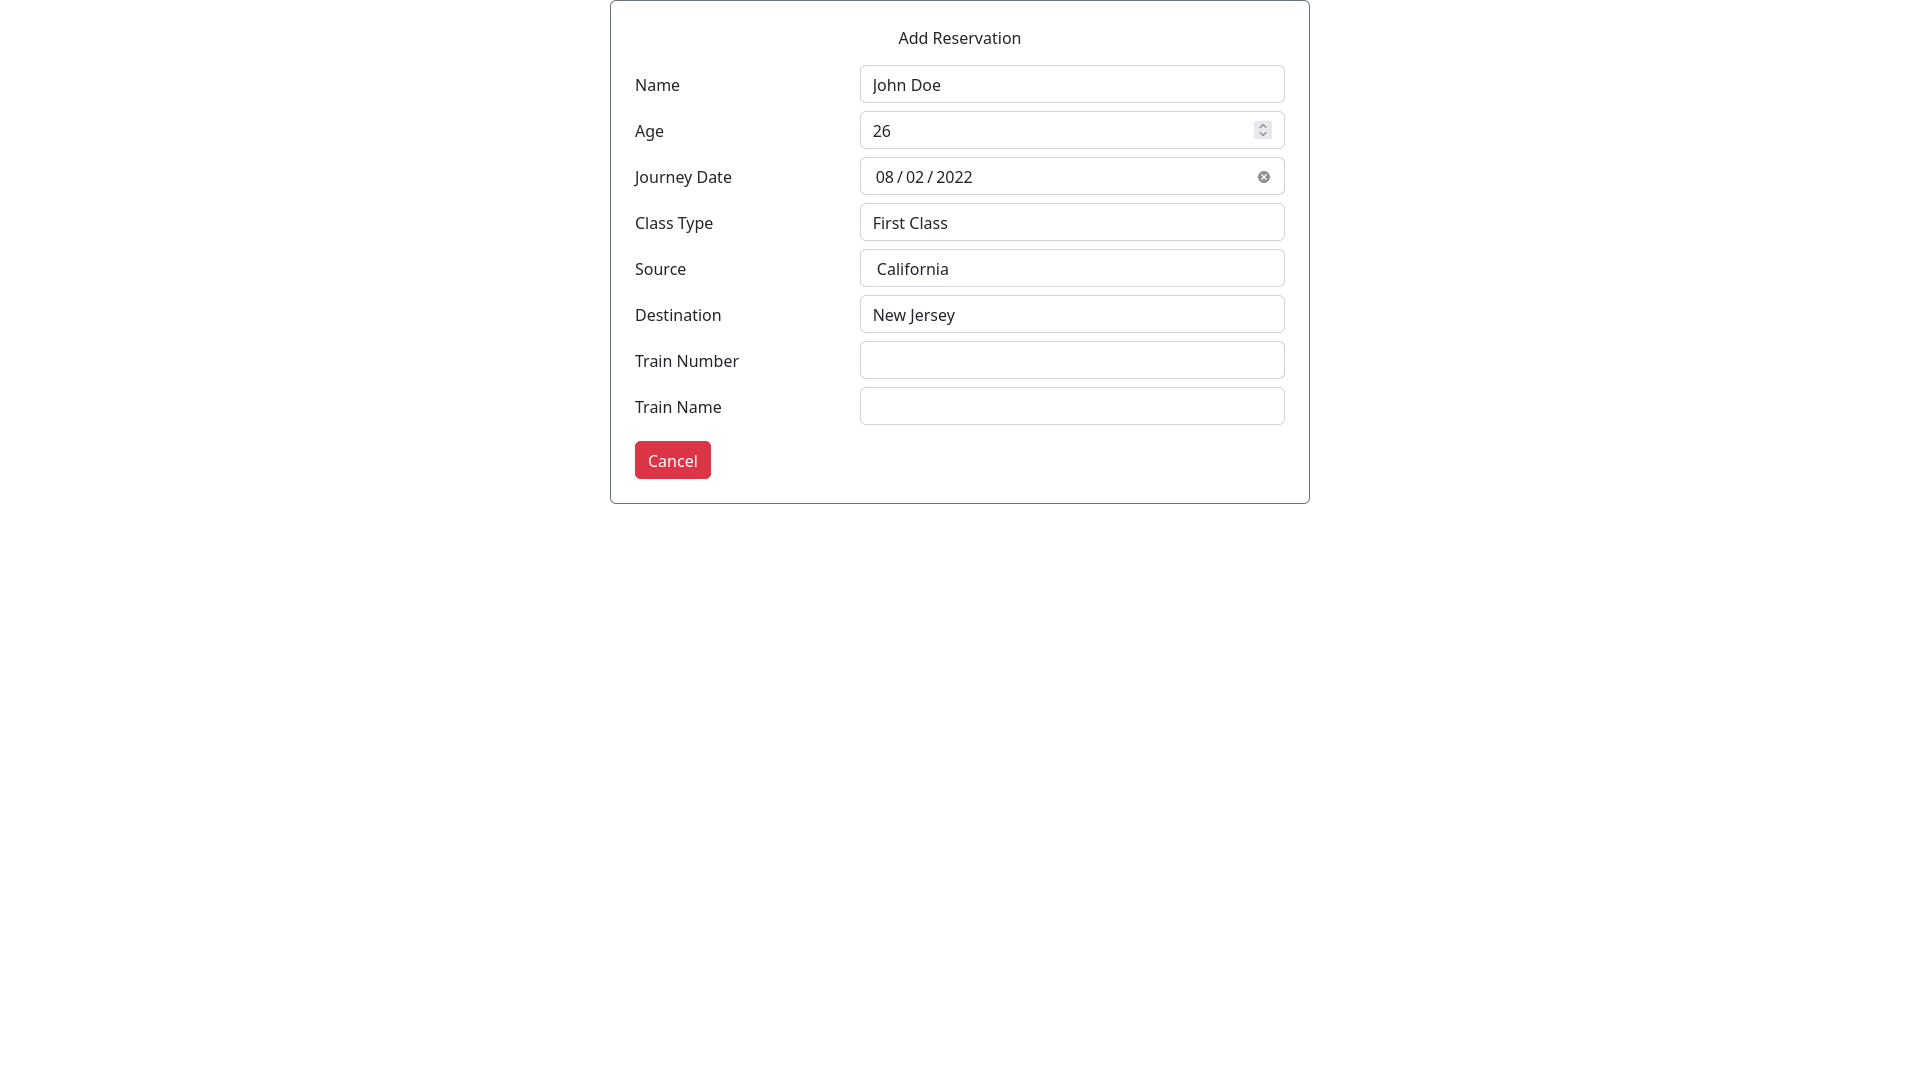 Add Reservation
Name John Doe
Age 26
Journey Date 08 / 02 / 2022
Class Type First Class
Source California
Destination New Jersey
Train Number
Train Name
Cancel